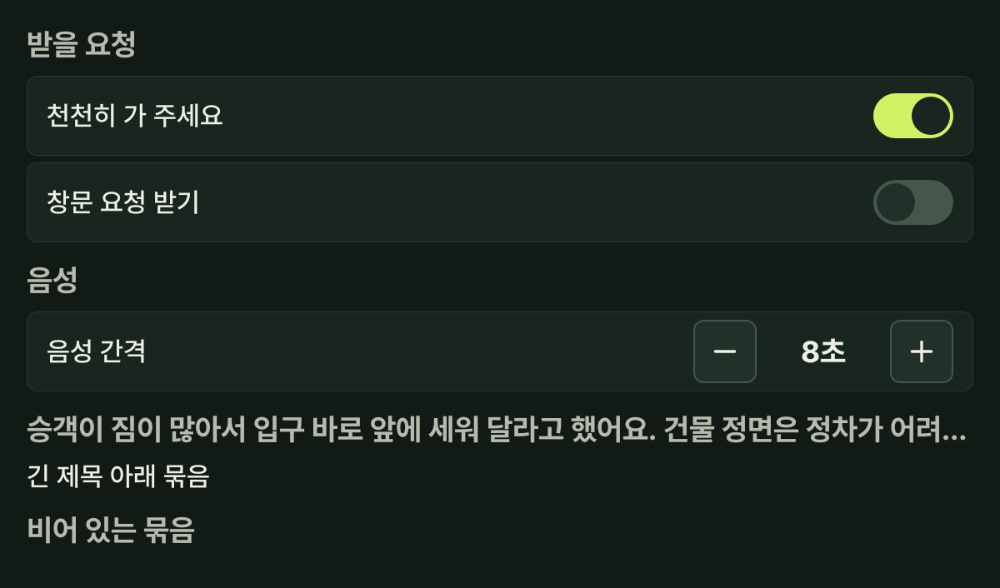 받을 요청
천천히 가 주세요
창문 요청 받기
음성
음성 간격 − 8초 +
승객이 짐이 많아서 입구 바로 앞에 세워 달라고 했어요. 건물 정면은 정차가 어려...
긴 제목 아래 묶음
비어 있는 묶음